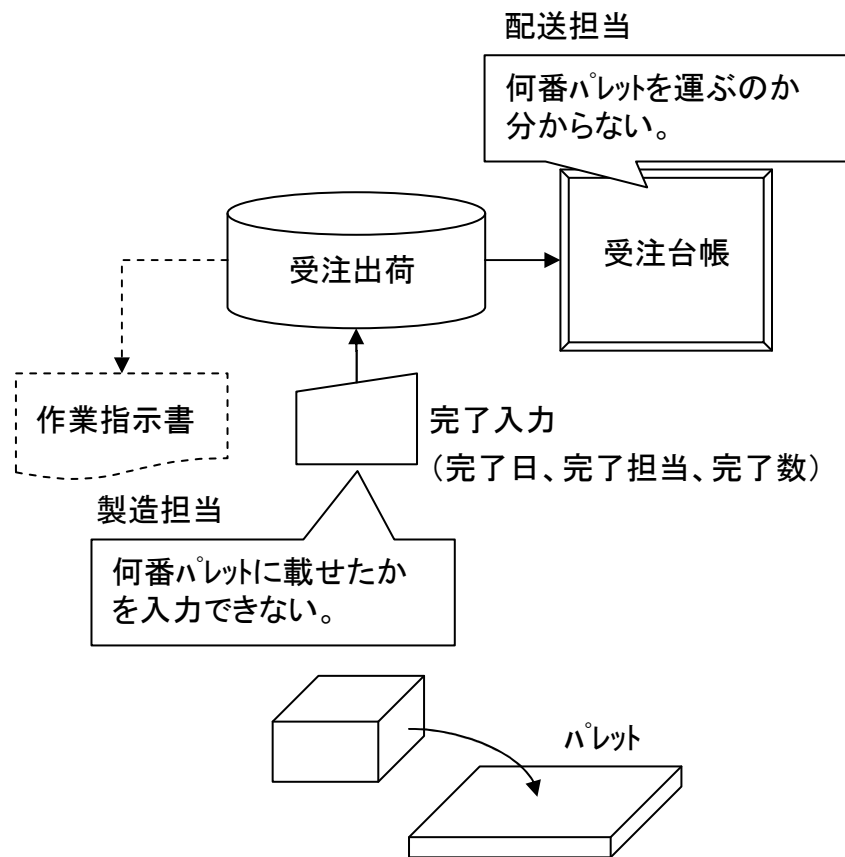 配送担当
何番ﾊﾟﾚｯﾄを運ぶのか
分からない。
受注出荷
受注台帳
作業指示書
完了入力
（完了日、完了担当、完了数）
製造担当
何番ﾊﾟﾚｯﾄに載せたか
を入力できない。
ﾊﾟﾚｯﾄ